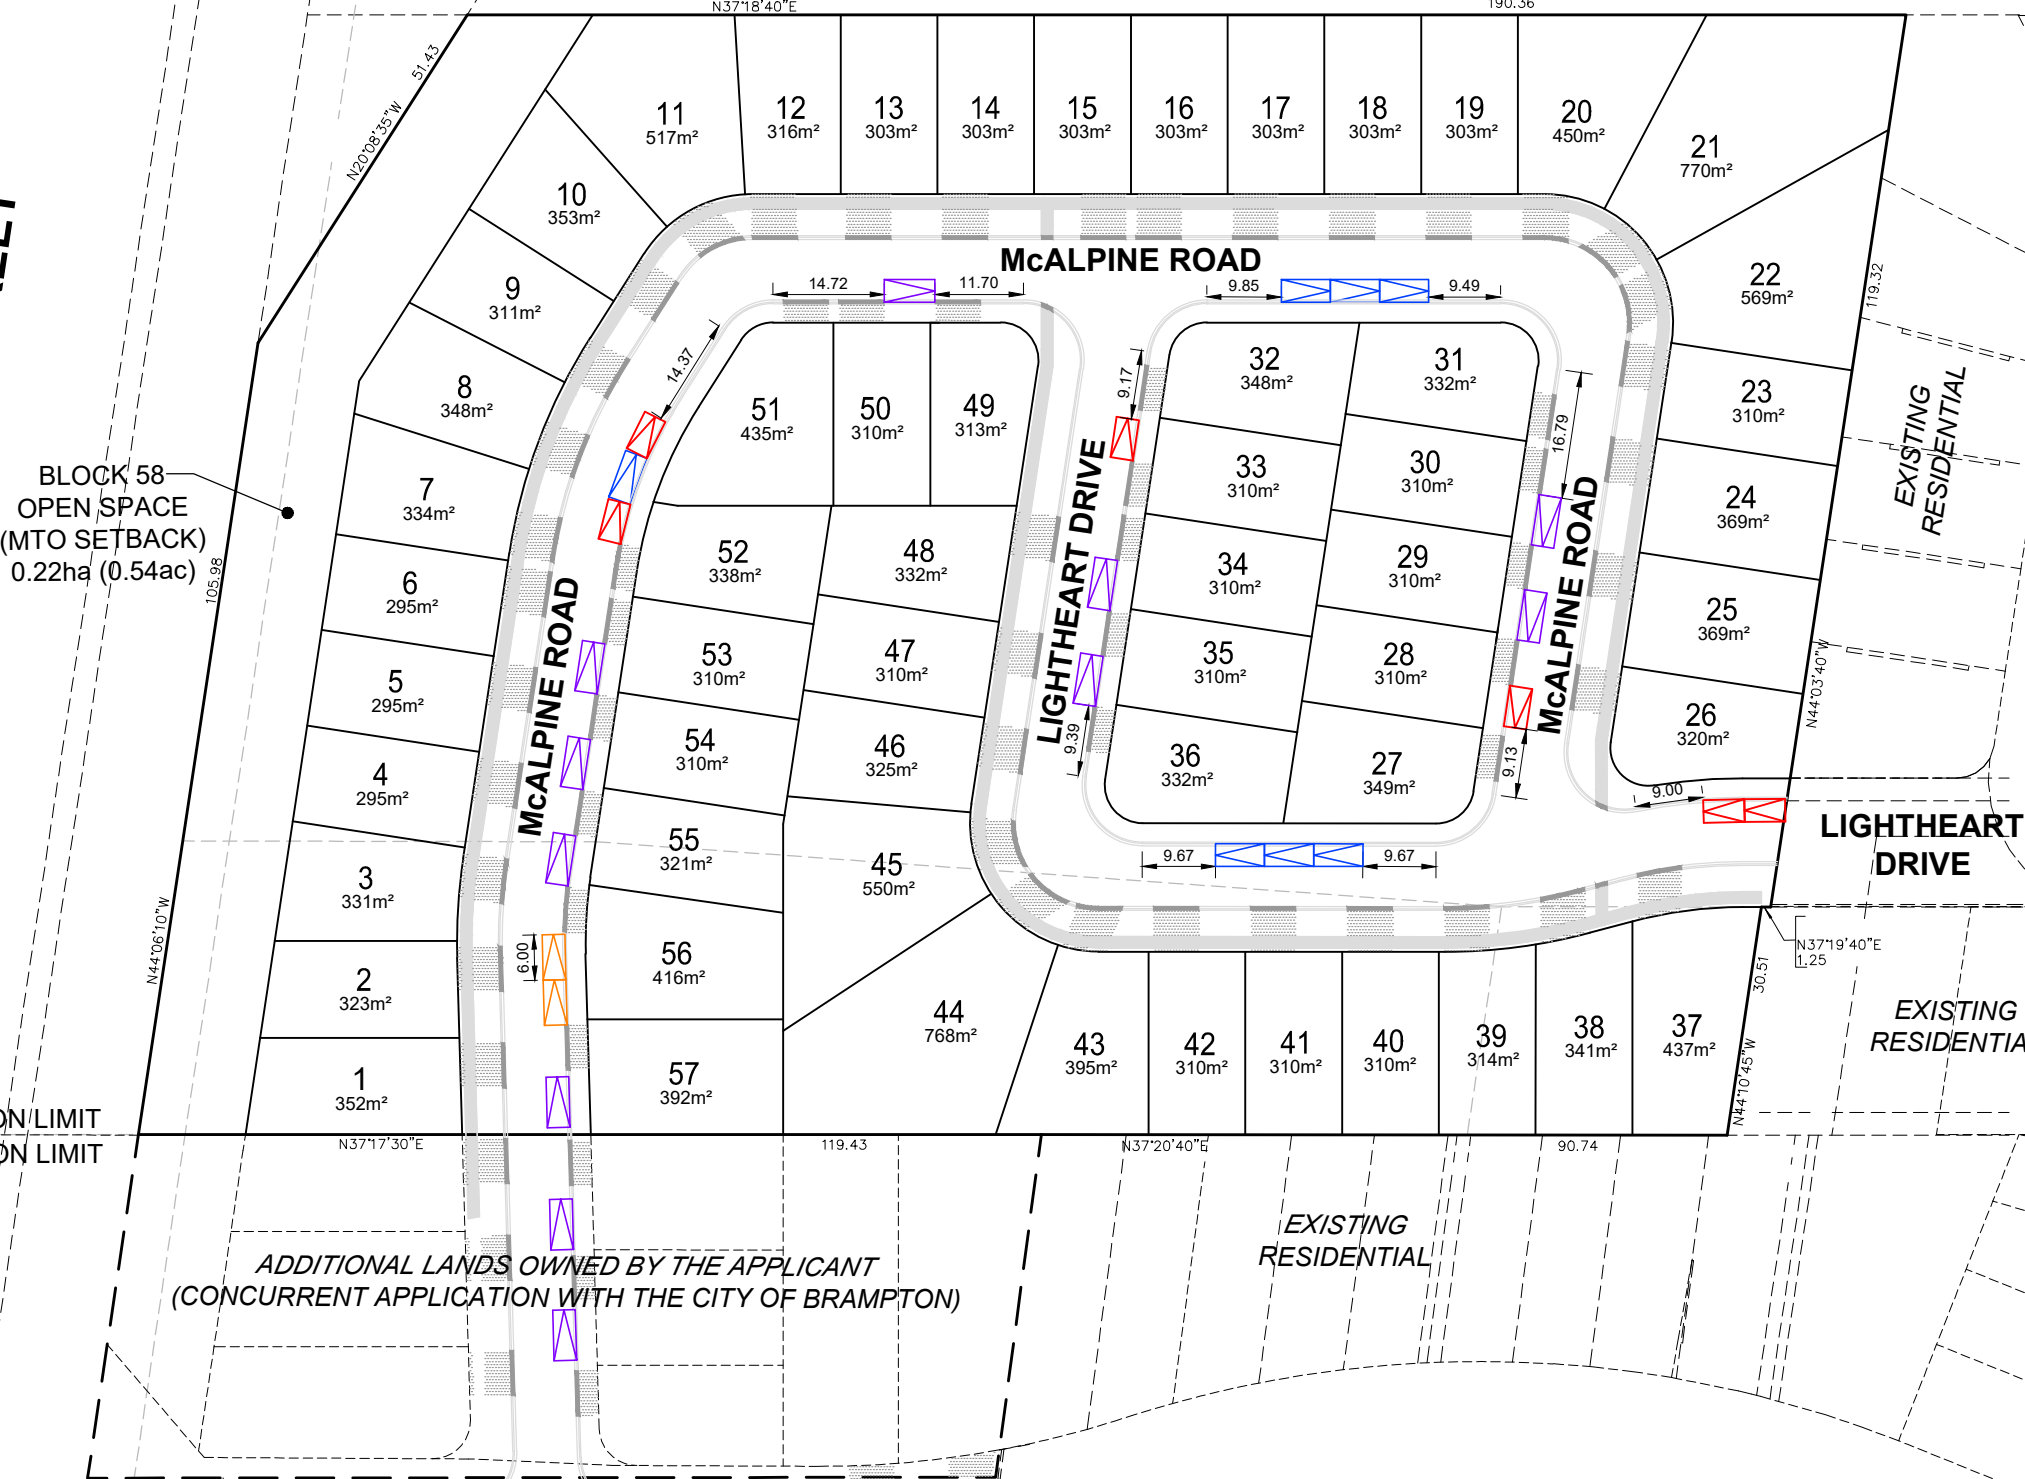 N37°18'40"E
190.36
51.43
N20°08'35"W
11
517m²
12
316m²
13
303m²
14
303m²
15
303m²
16
303m²
17
303m²
18
303m²
19
303m²
20
450m²
21
770m²
10
353m²
9
311m²
8
348m²
7
334m²
6
295m²
5
295m²
4
295m²
3
331m²
2
323m²
1
352m²
McALPINE ROAD
14.72
11.70
9.85
9.49
14.37
9.17
16.79
22
569m²
119.32
23
310m²
24
369m²
25
369m²
26
320m²
N44°03'40"W
EXISTING
RESIDENTIAL
51
435m²
50
310m²
49
313m²
32
348m²
31
332m²
33
310m²
30
310m²
34
310m²
29
310m²
35
310m²
28
310m²
36
332m²
27
349m²
LIGHTHEART DRIVE
McALPINE ROAD
BLOCK 58
OPEN SPACE
(MTO SETBACK)
0.22ha (0.54ac)
105.98
N44°06'10"W
McALPINE ROAD
52
338m²
48
332m²
53
310m²
47
310m²
54
310m²
46
325m²
55
321m²
45
550m²
56
416m²
44
768m²
57
392m²
9.39
9.13
9.00
9.67
9.67
6.00
LIGHTHEART
DRIVE
43
395m²
42
310m²
41
310m²
40
310m²
39
314m²
38
341m²
37
437m²
N37°19'40"E
1.25
30.51
N44°10'45"W
EXISTING
RESIDENTIA
ON LIMIT
ON LIMIT
N37°17'30"E
119.43
N37°20'40"E
90.74
EXISTING
RESIDENTIAL
ADDITIONAL LANDS OWNED BY THE APPLICANT
(CONCURRENT APPLICATION WITH THE CITY OF BRAMPTON)